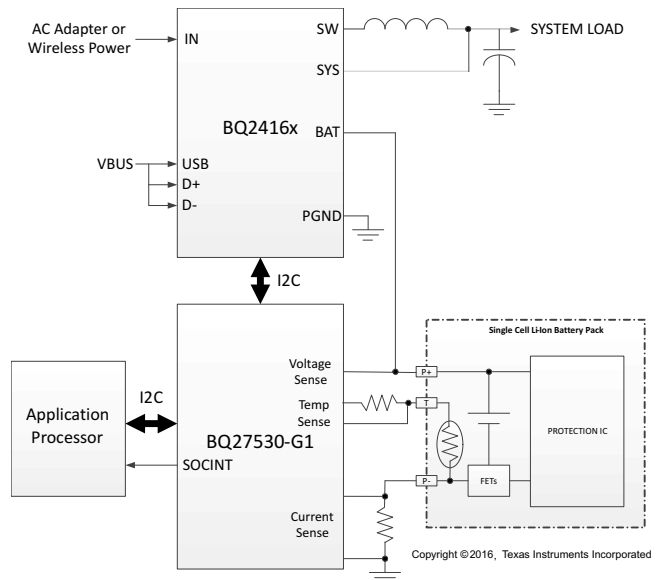 AC Adapter or
Wireless Power
IN
SW
SYSTEM LOAD
SYS
BQ2416x
BAT
VBUS
USB
D+
D-
PGND
I2C
Single Cell Li-Ion Battery Pack
Voltage
Sense
P+
I2C
Temp
Sense
T
Application
Processor
BQ27530-G1
PROTECTION IC
SOCINT
P-
FETs
Current
Sense
Copyright © 2016, Texas Instruments Incorporated